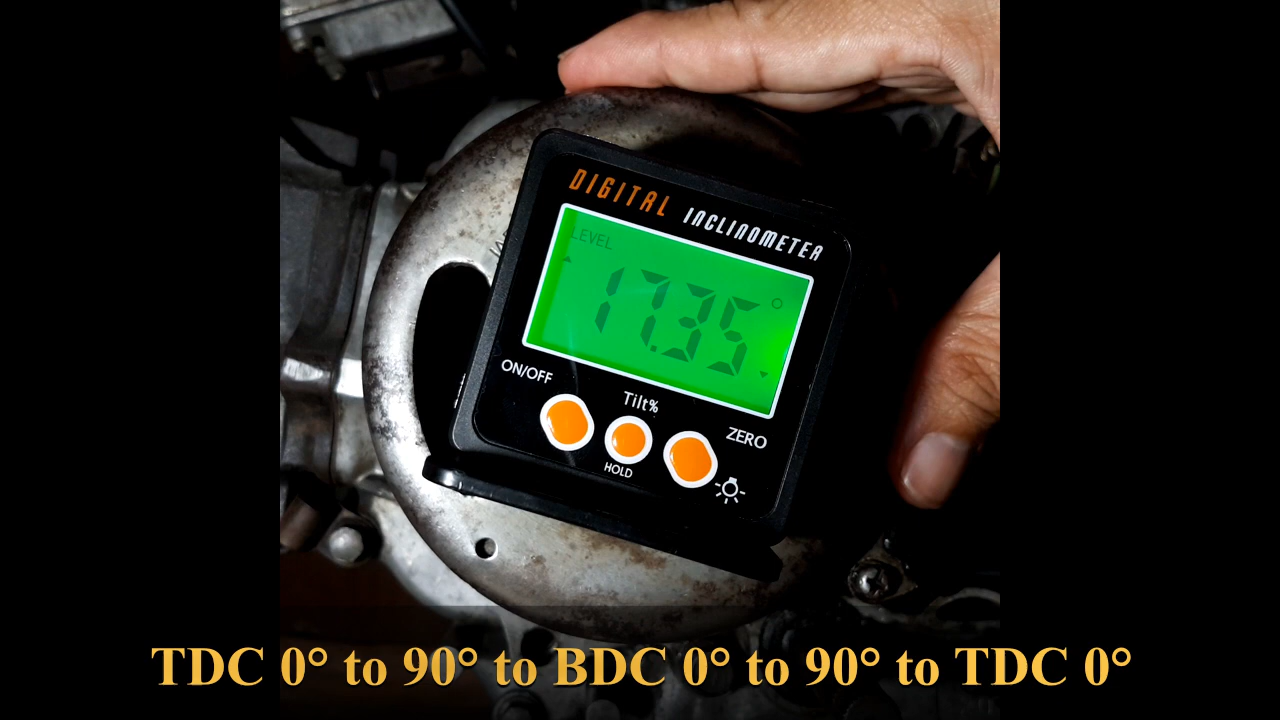 DIGITAL INCLINOMETER
LEVEL
17.35°
ON/OFF
Tilt%
ZERO
HOLD
TDC 0° to 90° to BDC 0° to 90° to TDC 0°